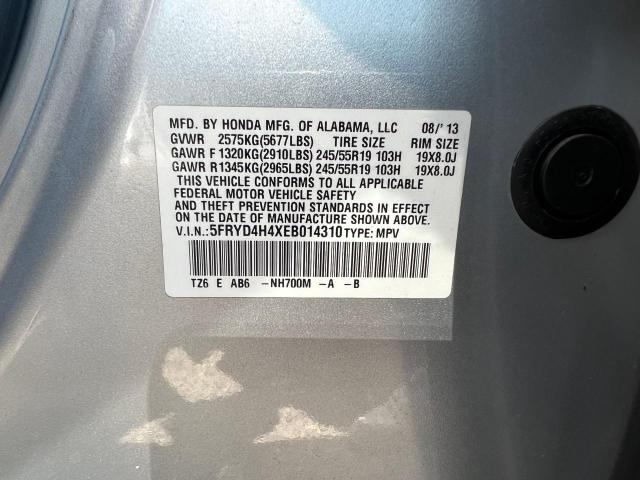 MFD. BY HONDA MFG. OF ALABAMA, LLC 08/'13
GVWR 2575KG(5677LBS) TIRE SIZE RIM SIZE
GAWR F 1320KG(2910LBS) 245/55R19 103H 19X8.0J
GAWR R1345KG(2965LBS) 245/55R19 103H 19X8.0J
THIS VEHICLE CONFORMS TO ALL APPLICABLE
FEDERAL MOTOR VEHICLE SAFETY
AND THEFT PREVENTION STANDARDS IN EFFECT
ON THE DATE OF MANUFACTURE SHOWN ABOVE.
V.I.N.:5FRYD4H4XEB014310 TYPE: MPV
TZ6 E AB6 -NH700M -A -B